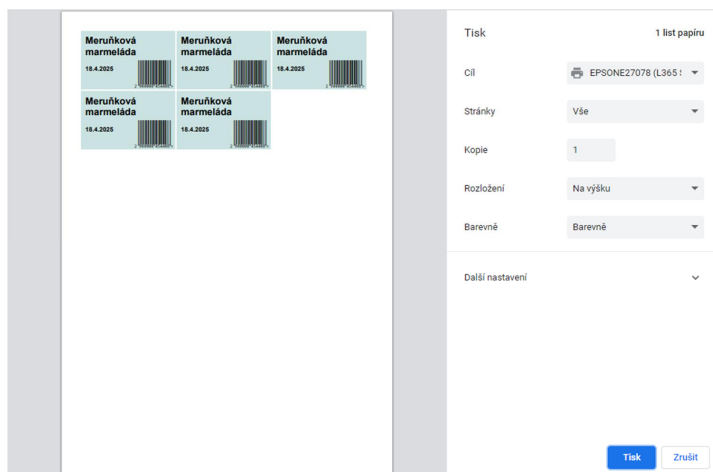 Meruňková
marmeláda
18.4.2025
Meruňková
marmeláda
18.4.2025
Meruňková
marmeláda
18.4.2025
Meruňková
marmeláda
18.4.2025
Meruňková
marmeláda
18.4.2025
Tisk 1 list papíru
Cíl EPSONE27078 (L365
Stránky Vše
Kopie 1
Rozložení Na výšku
Barevně Barevně
Další nastavení
Tisk Zrušit